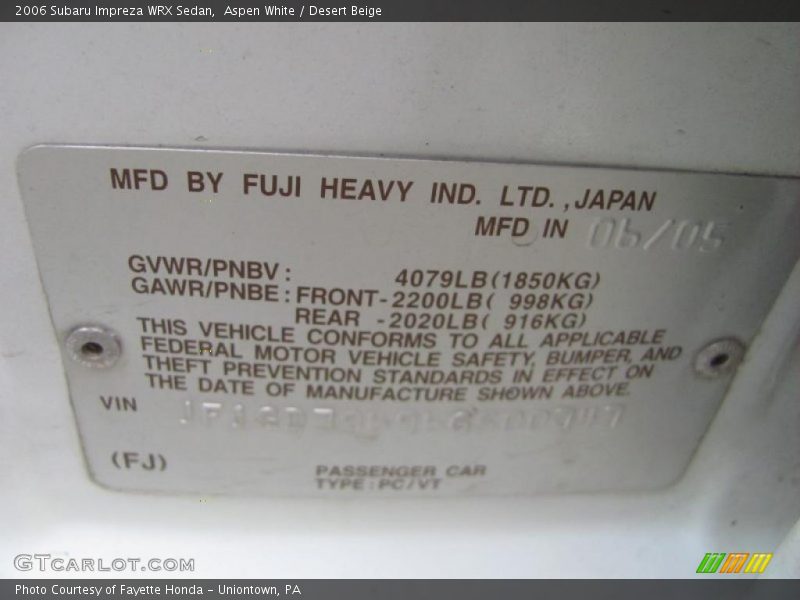 2006 Subaru Impreza WRX Sedan,  Aspen White / Desert Beige
MFD BY FUJI HEAVY IND. LTD., JAPAN
MFD IN 06/05
GVWR/PNBV: 4079LB(1850KG)
GAWR/PNBE: FRONT-2200LB( 998KG)
REAR -2020LB( 916KG)
THIS VEHICLE CONFORMS TO ALL APPLICABLE
FEDERAL MOTOR VEHICLE SAFETY, BUMPER, AND
THEFT PREVENTION STANDARDS IN EFFECT ON
THE DATE OF MANUFACTURE SHOWN ABOVE.
VIN
(FJ)
PASSENGER CAR
TYPE:PC/VT
GTCARLOT.COM
Photo Courtesy of Fayette Honda - Uniontown, PA